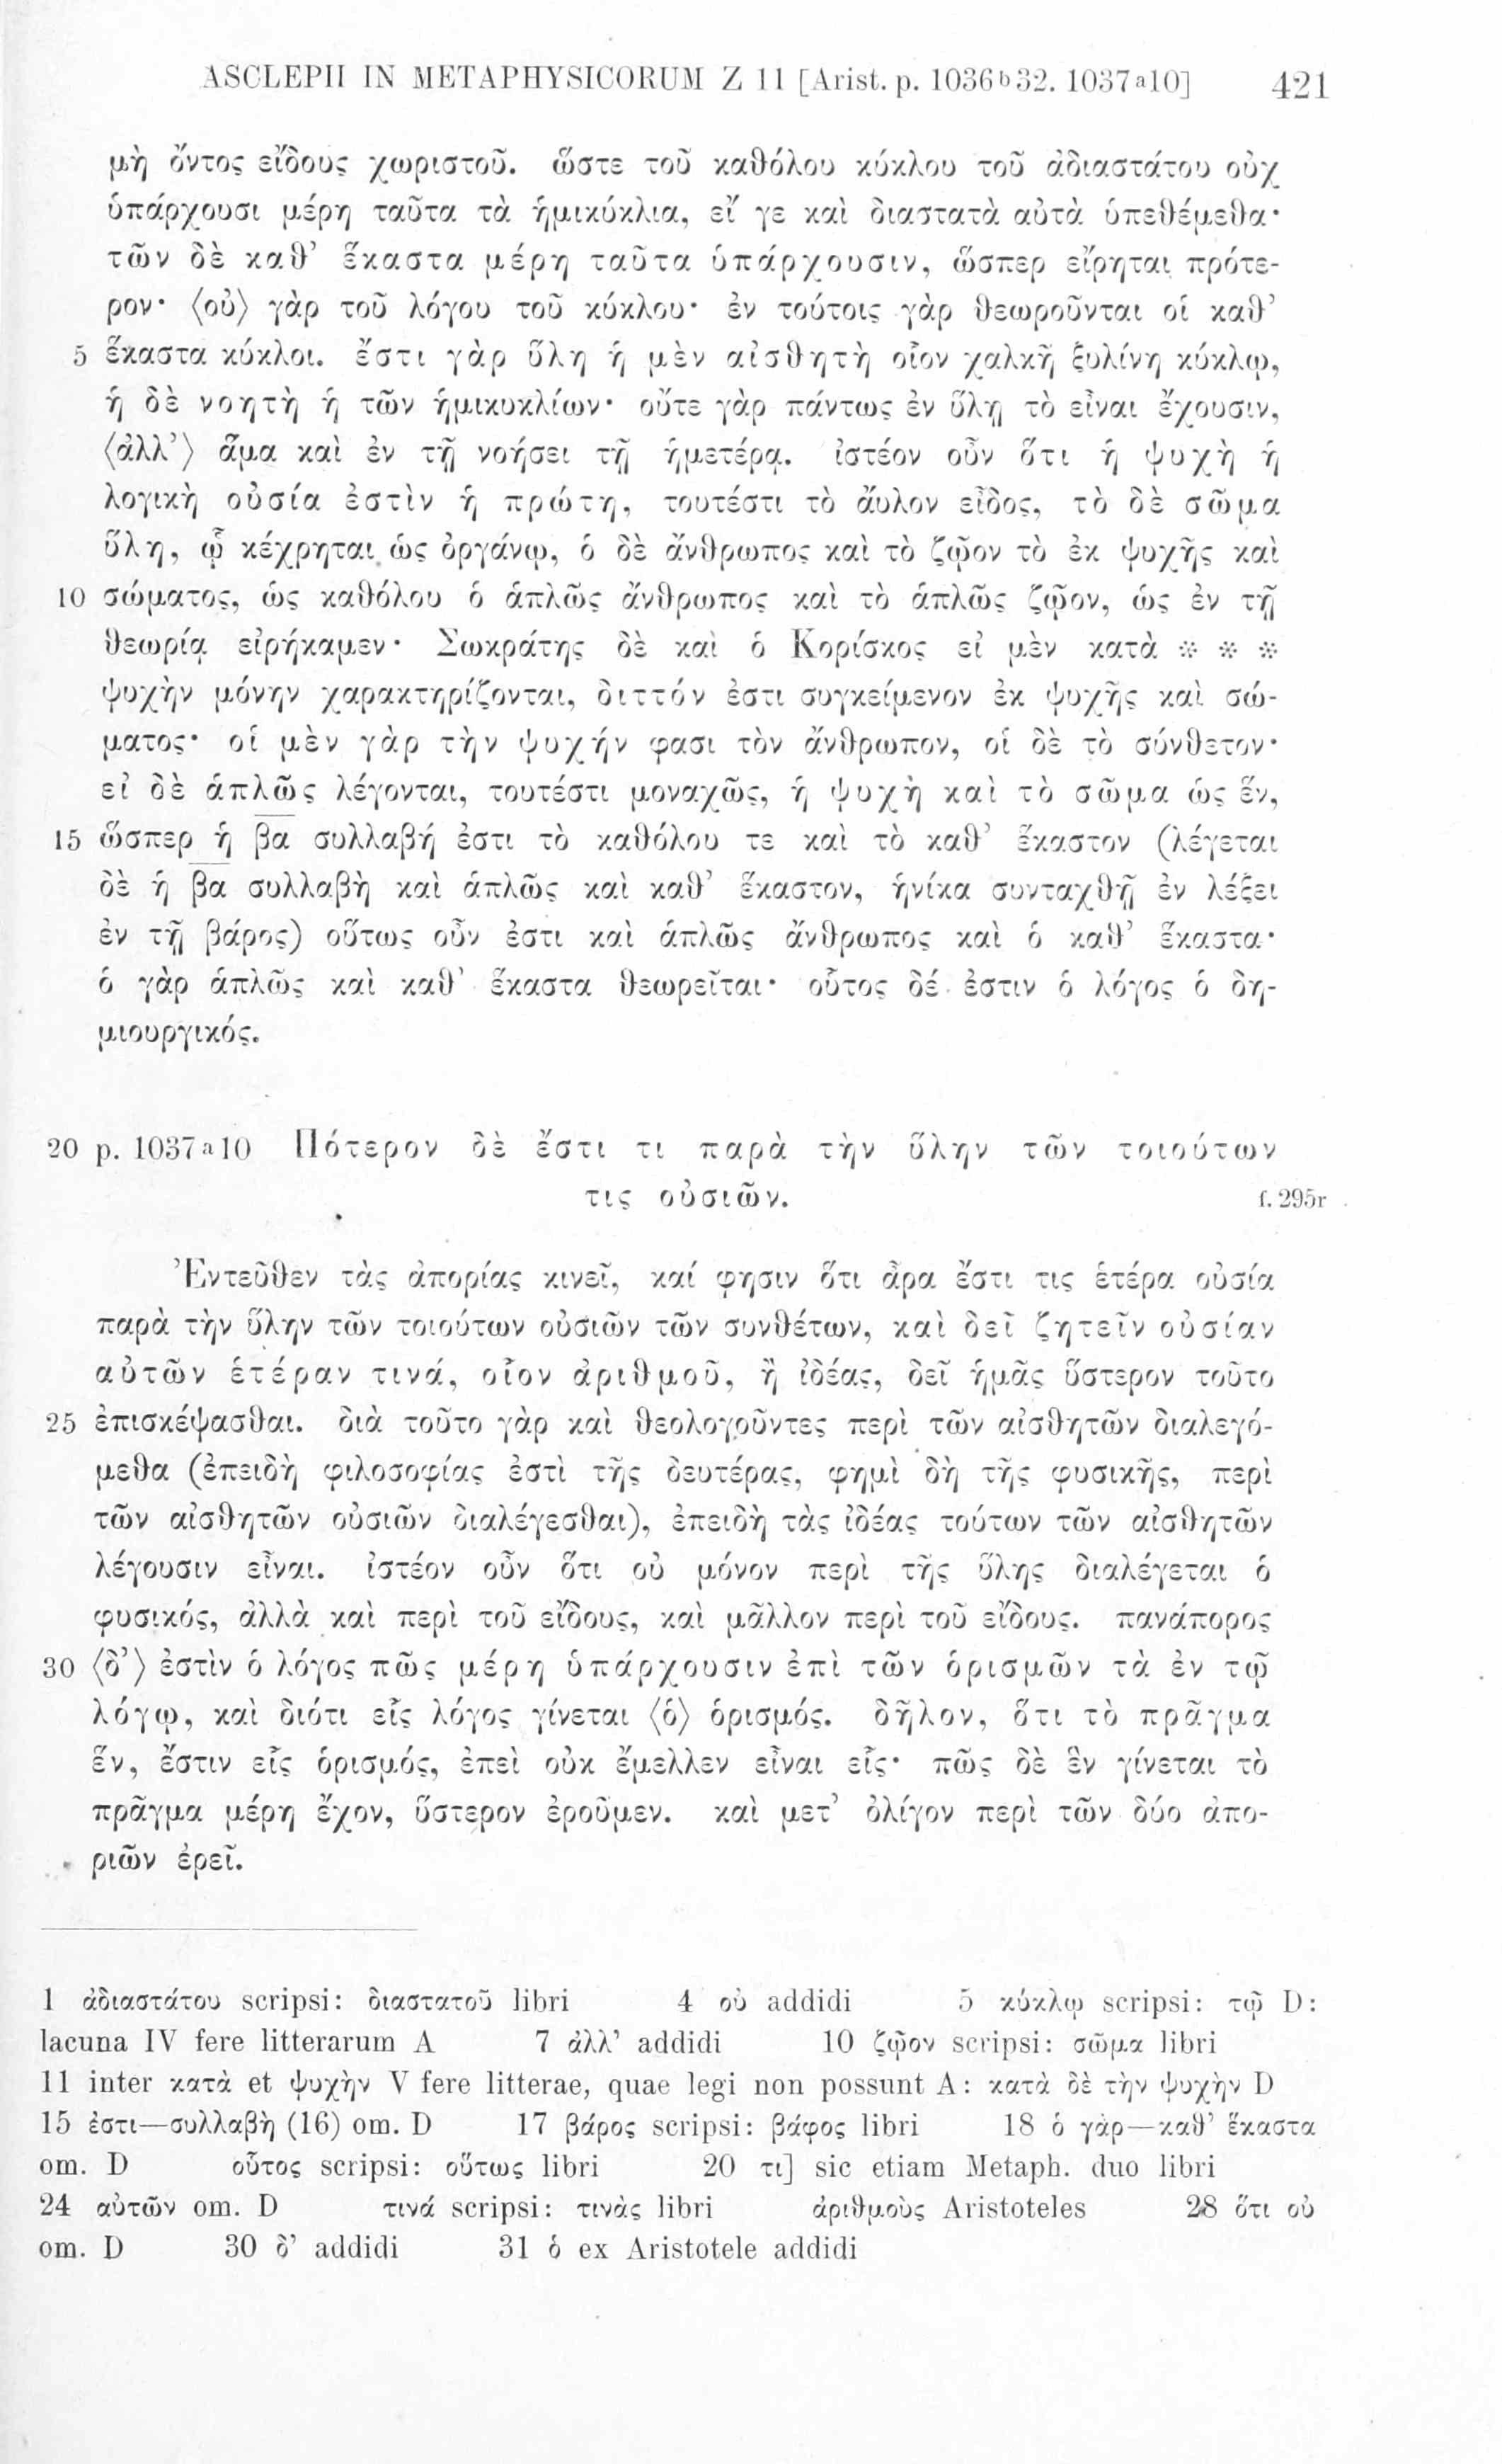 ASCLEPII IN METAPHYSICORUM Z 11 [Arist. p. 1036ᵇ32. 1037ᵃ10] 421
μὴ ὄντος εἴδους χωριστοῦ. ὥστε τοῦ καθόλου κύκλου τοῦ ἀδιαστάτου οὐχ
ὑπάρχουσι μέρη ταῦτα τὰ ἡμικύκλια, εἴ γε καὶ διαστατὰ αὐτὰ ὑπεθέμεθα·
τῶν δὲ καθ’ ἕκαστα μέρη ταῦτα ὑπάρχουσιν, ὥσπερ εἴρηται πρότε-
ρον· ⟨οὐ⟩ γὰρ τοῦ λόγου τοῦ κύκλου· ἐν τούτοις γὰρ θεωροῦνται οἱ καθ’
5 ἕκαστα κύκλοι. ἔστι γὰρ ὕλη ἡ μὲν αἰσθητὴ οἷον χαλκῆ ξυλίνη κύκλῳ,
ἡ δὲ νοητὴ ἡ τῶν ἡμικυκλίων· οὔτε γὰρ πάντως ἐν ὕλῃ τὸ εἶναι ἔχουσιν,
⟨ἀλλ’⟩ ἅμα καὶ ἐν τῇ νοήσει τῇ ἡμετέρᾳ. ἰστέον οὖν ὅτι ἡ ψυχὴ ἡ
λογικὴ οὐσία ἐστὶν ἡ πρώτη, τουτέστι τὸ ἄυλον εἶδος, τὸ δὲ σῶμα
ὕλη, ᾧ κέχρηται ὡς ὀργάνῳ, ὁ δὲ ἄνθρωπος καὶ τὸ ζῷον τὸ ἐκ ψυχῆς καὶ
10 σώματος, ὡς καθόλου ὁ ἁπλῶς ἄνθρωπος καὶ τὸ ἁπλῶς ζῷον, ὡς ἐν τῇ
θεωρίᾳ εἰρήκαμεν· Σωκράτης δὲ καὶ ὁ Κορίσκος εἰ μὲν κατὰ * * *
ψυχὴν μόνην χαρακτηρίζονται, διττόν ἐστι συγκείμενον ἐκ ψυχῆς καὶ σώ-
ματος· οἱ μὲν γὰρ τὴν ψυχήν φασι τὸν ἄνθρωπον, οἱ δὲ τὸ σύνθετον·
εἰ δὲ ἁπλῶς λέγονται, τουτέστι μοναχῶς, ἡ ψυχὴ καὶ τὸ σῶμα ὡς ἕν,
15 ὥσπερ ἡ βα συλλαβή ἐστι τὸ καθόλου τε καὶ τὸ καθ’ ἕκαστον (λέγεται
δὲ ἡ βα συλλαβὴ καὶ ἁπλῶς καὶ καθ’ ἕκαστον, ἡνίκα συνταχθῇ ἐν λέξει
ἐν τῇ βάρος) οὕτως οὖν ἐστι καὶ ἁπλῶς ἄνθρωπος καὶ ὁ καθ’ ἕκαστα·
ὁ γὰρ ἁπλῶς καὶ καθ’ ἕκαστα θεωρεῖται· οὗτος δέ ἐστιν ὁ λόγος ὁ δη-
μιουργικός.
20 p. 1037ᵃ10 Πότερον δὲ ἔστι τι παρὰ τὴν ὕλην τῶν τοιούτων
τις οὐσιῶν. f. 295r
Ἐντεῦθεν τὰς ἀπορίας κινεῖ, καί φησιν ὅτι ἆρα ἔστι τις ἑτέρα οὐσία
παρὰ τὴν ὕλην τῶν τοιούτων οὐσιῶν τῶν συνθέτων, καὶ δεῖ ζητεῖν οὐσίαν
αὐτῶν ἑτέραν τινά, οἷον ἀριθμοῦ, ἢ ἰδέας, δεῖ ἡμᾶς ὕστερον τοῦτο
25 ἐπισκέψασθαι. διὰ τοῦτο γὰρ καὶ θεολογοῦντες περὶ τῶν αἰσθητῶν διαλεγό-
μεθα (ἐπειδὴ φιλοσοφίας ἐστὶ τῆς δευτέρας, φημὶ δὴ τῆς φυσικῆς, περὶ
τῶν αἰσθητῶν οὐσιῶν διαλέγεσθαι), ἐπειδὴ τὰς ἰδέας τούτων τῶν αἰσθητῶν
λέγουσιν εἶναι. ἰστέον οὖν ὅτι οὐ μόνον περὶ τῆς ὕλης διαλέγεται ὁ
φυσικός, ἀλλὰ καὶ περὶ τοῦ εἴδους, καὶ μᾶλλον περὶ τοῦ εἴδους. πανάπορος
30 ⟨δ’⟩ ἐστὶν ὁ λόγος πῶς μέρη ὑπάρχουσιν ἐπὶ τῶν ὁρισμῶν τὰ ἐν τῷ
λόγῳ, καὶ διότι εἷς λόγος γίνεται ⟨ὁ⟩ ὁρισμός. δῆλον, ὅτι τὸ πρᾶγμα
ἕν, ἔστιν εἷς ὁρισμός, ἐπεὶ οὐκ ἔμελλεν εἶναι εἷς· πῶς δὲ ἓν γίνεται τὸ
πρᾶγμα μέρη ἔχον, ὕστερον ἐροῦμεν. καὶ μετ’ ὀλίγον περὶ τῶν δύο ἀπο-
ριῶν ἐρεῖ.
1 ἀδιαστάτου scripsi: διαστατοῦ libri 4 οὐ addidi 5 κύκλῳ scripsi: τῷ D:
lacuna IV fere litterarum A 7 ἀλλ’ addidi 10 ζῷον scripsi: σῶμα libri
11 inter κατὰ et ψυχὴν V fere litterae, quae legi non possunt A: κατὰ δὲ τὴν ψυχὴν D
15 ἐστι—συλλαβὴ (16) om. D 17 βάρος scripsi: βάφος libri 18 ὁ γὰρ—καθ’ ἕκαστα
om. D οὗτος scripsi: οὕτως libri 20 τι] sic etiam Metaph. duo libri
24 αὐτῶν om. D τινά scripsi: τινὰς libri ἀριθμοὺς Aristoteles 28 ὅτι οὐ
om. D 30 δ’ addidi 31 ὁ ex Aristotele addidi